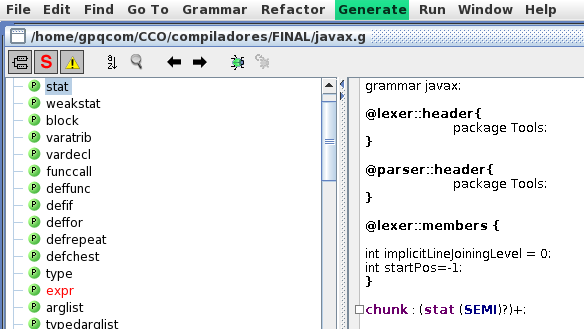 File Edit Find Go To Grammar Refactor Generate Run Window Help
/home/gpqcom/CCO/compiladores/FINAL/javax.g
S
a z
P stat
P weakstat
P block
P varatrib
P vardecl
P funccall
P deffunc
P defif
P deffor
P defrepeat
P defchest
P type
P expr
P arglist
P typedarglist
grammar javax;
@lexer::header{
package Tools;
}
@parser::header{
package Tools;
}
@lexer::members {
int implicitLineJoiningLevel = 0;
int startPos=-1;
}
chunk : (stat (SEMI)?)+;